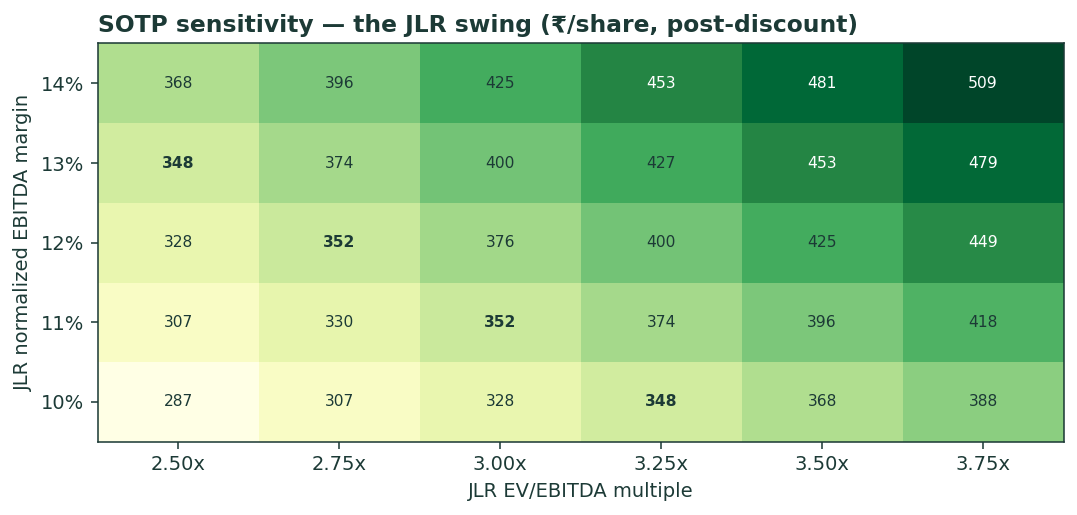 SOTP sensitivity — the JLR swing (₹/share, post-discount)
JLR normalized EBITDA margin
14% 368 396 425 453 481 509
13% 348 374 400 427 453 479
12% 328 352 376 400 425 449
11% 307 330 352 374 396 418
10% 287 307 328 348 368 388
2.50x 2.75x 3.00x 3.25x 3.50x 3.75x
JLR EV/EBITDA multiple